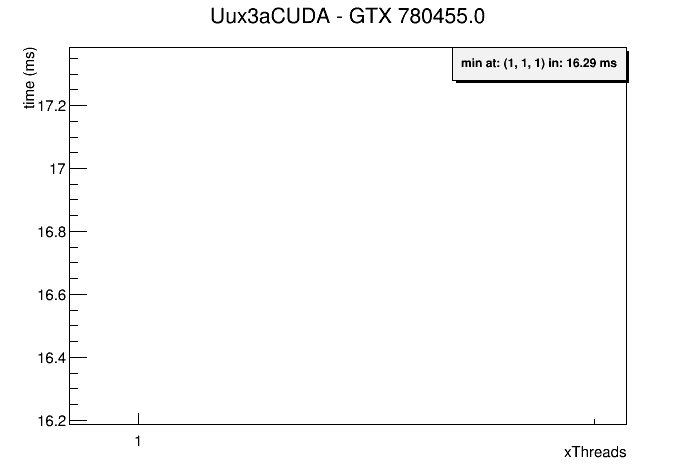 Uux3aCUDA - GTX 780455.0
time (ms)
min at: (1, 1, 1) in: 16.29 ms
17.2
17
16.8
16.6
16.4
16.2
1
xThreads